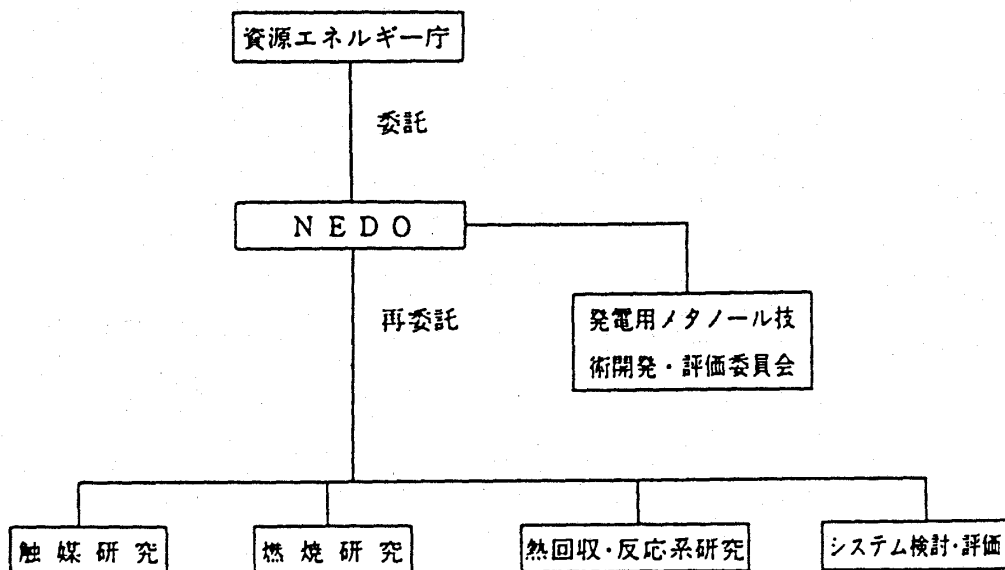 資源エネルギー庁
委託
NEDO
再委託
発電用メタノール技
術開発・評価委員会
触媒研究
燃焼研究
熱回収・反応系研究
システム検討・評価